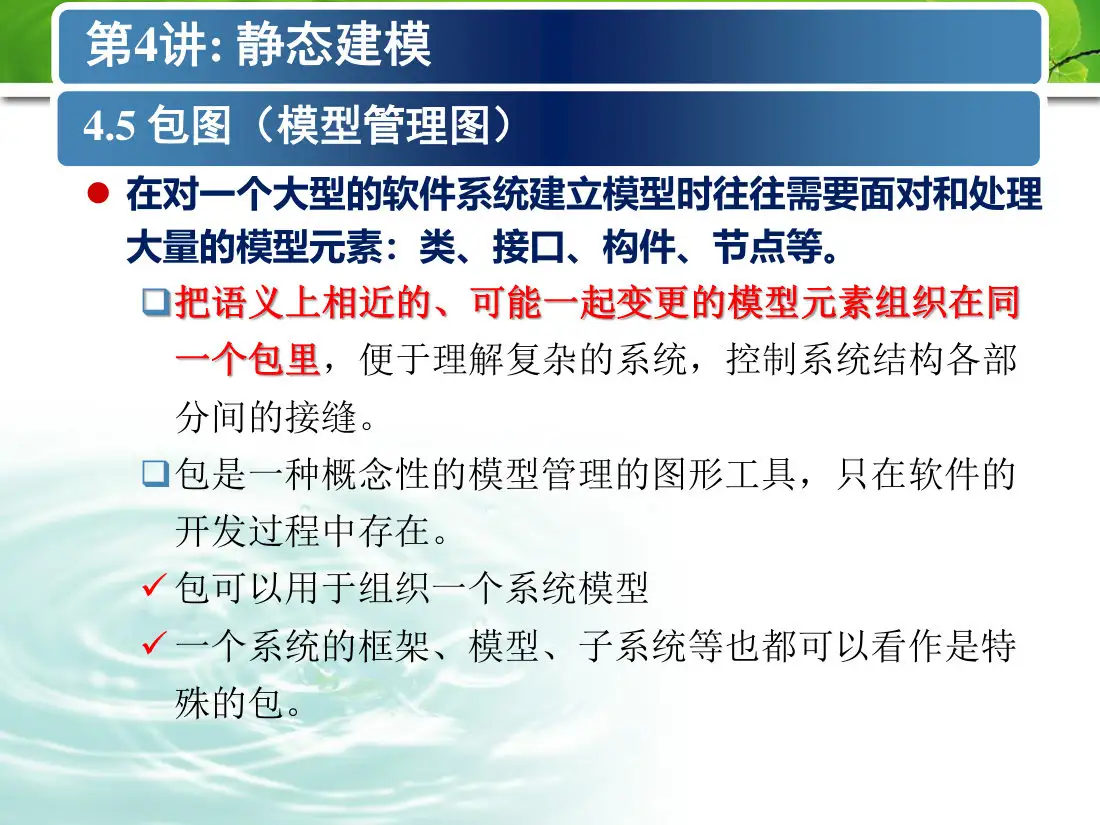 第4讲: 静态建模
4.5 包图（模型管理图）
在对一个大型的软件系统建立模型时往往需要面对和处理
大量的模型元素：类、接口、构件、节点等。
把语义上相近的、可能一起变更的模型元素组织在同
一个包里，便于理解复杂的系统，控制系统结构各部
分间的接缝。
包是一种概念性的模型管理的图形工具，只在软件的
开发过程中存在。
包可以用于组织一个系统模型
一个系统的框架、模型、子系统等也都可以看作是特
殊的包。